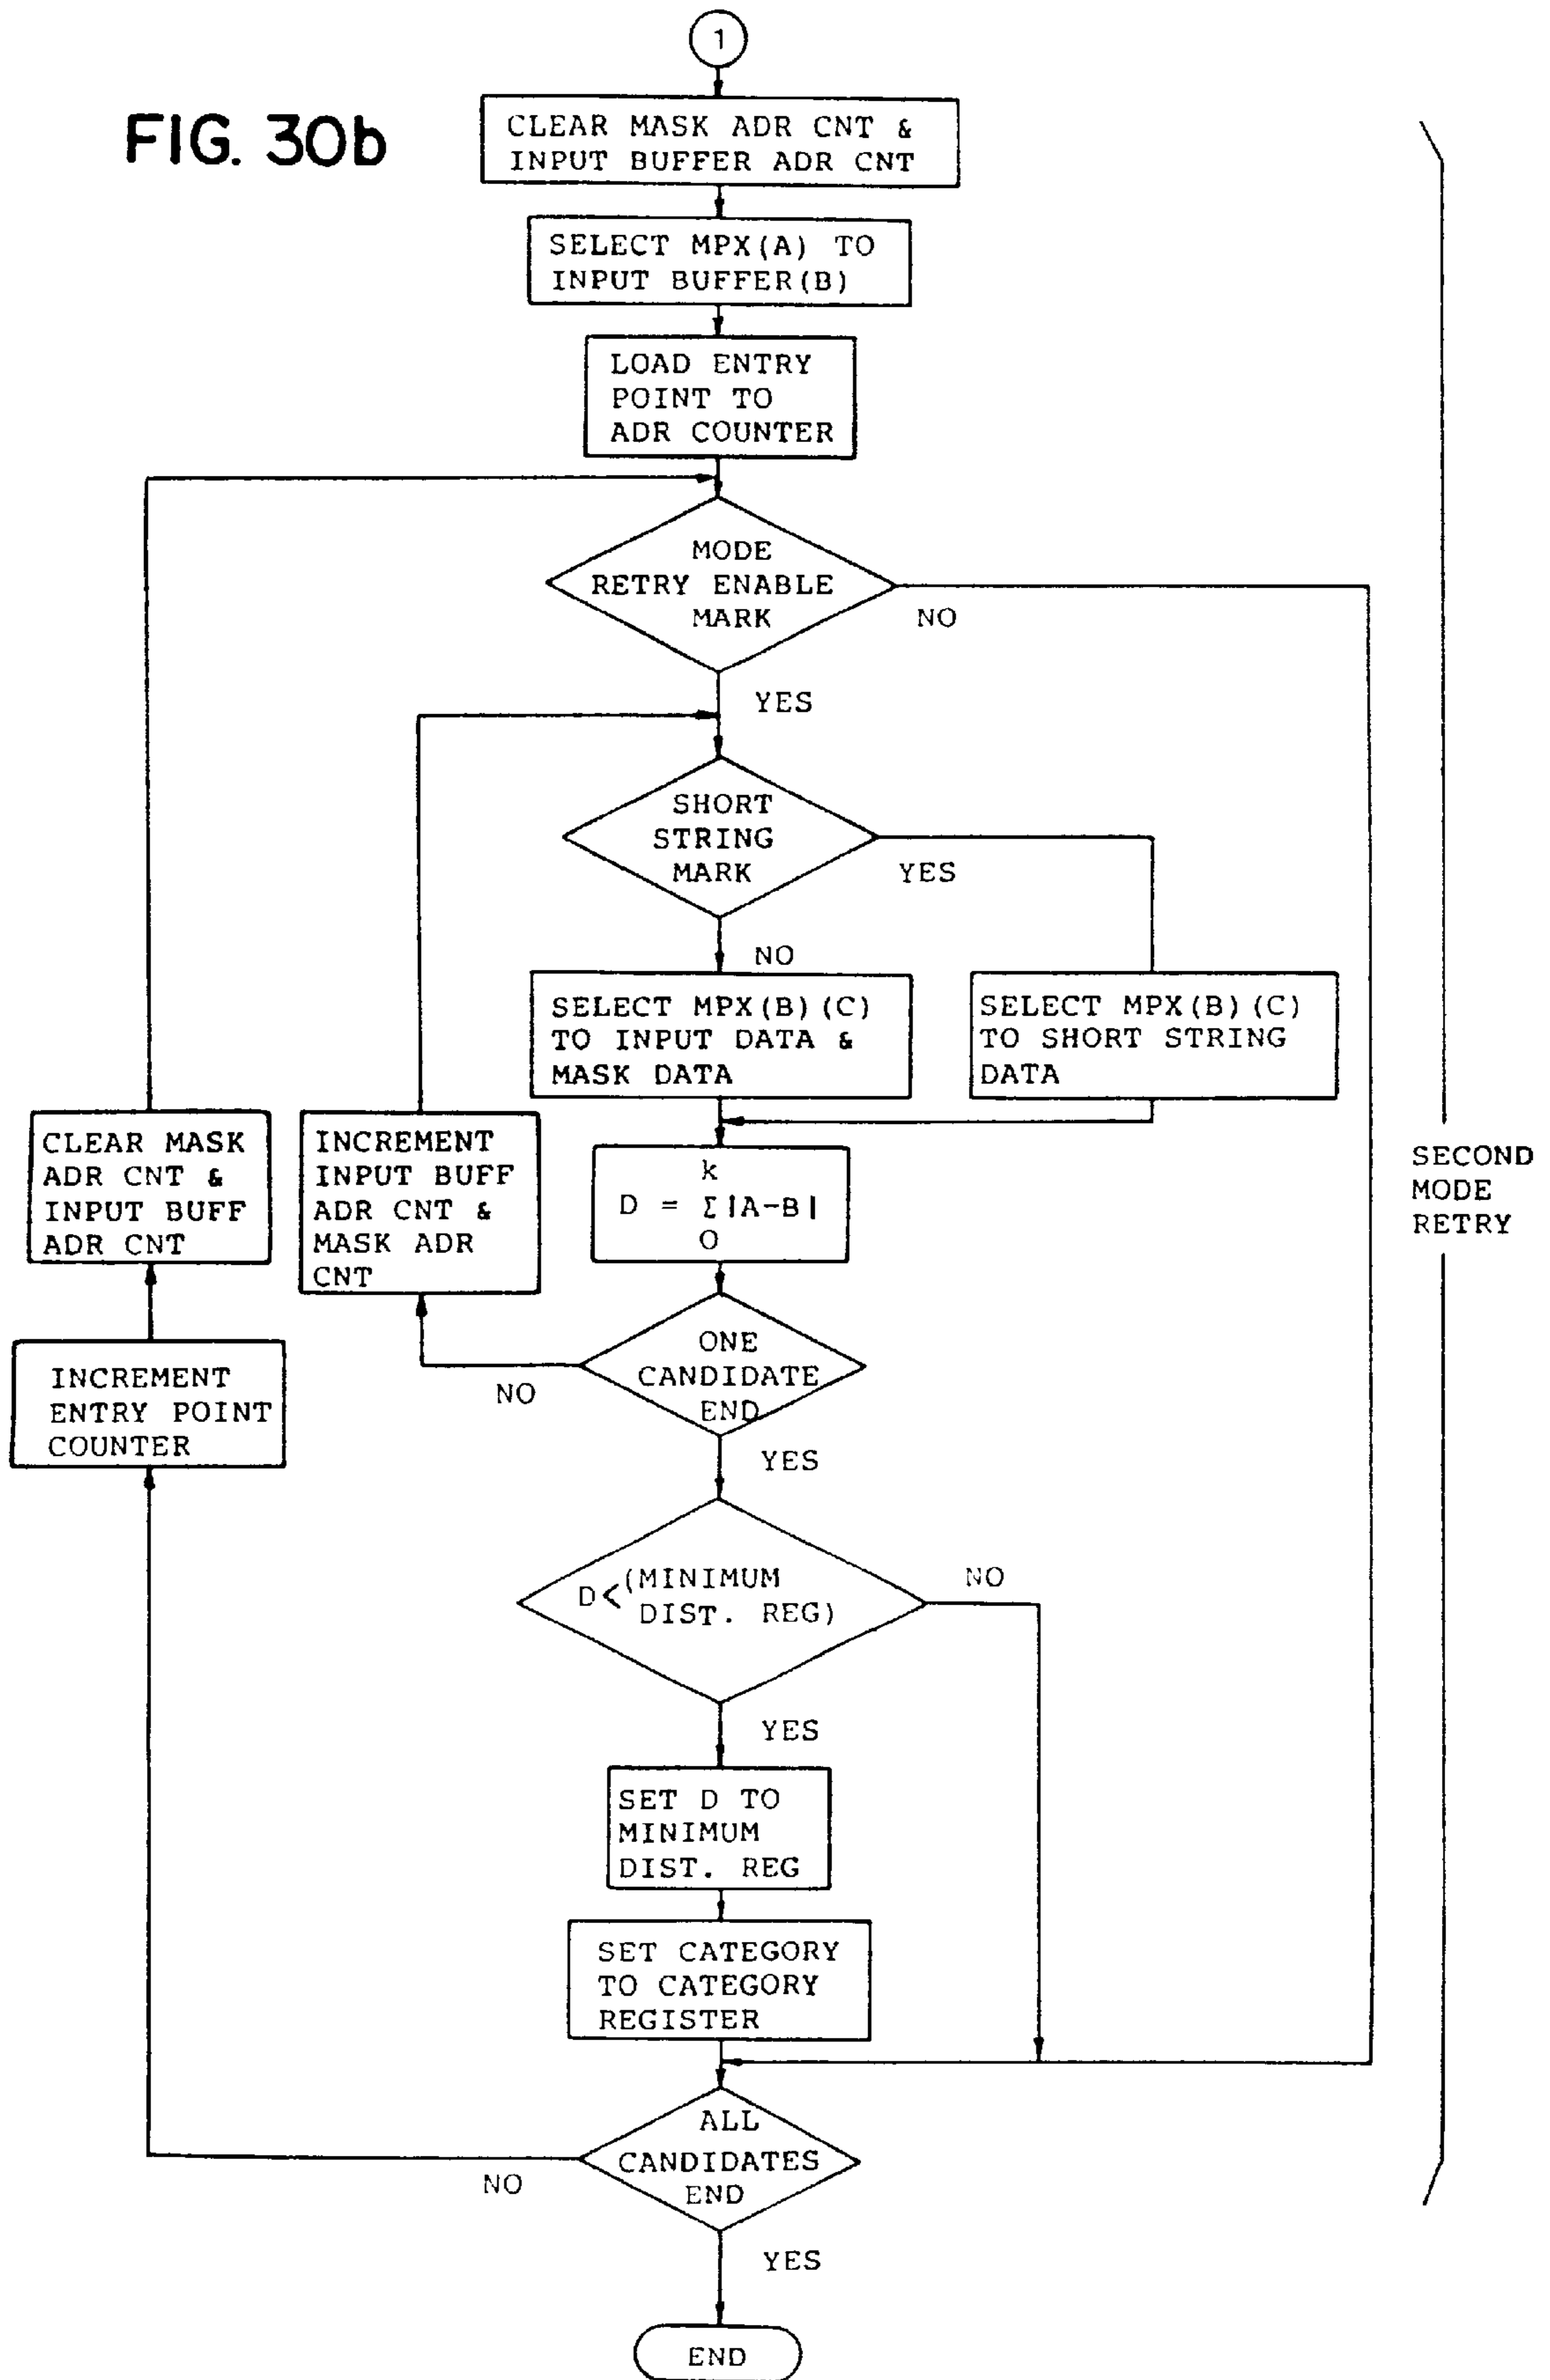 1
FIG. 30b
CLEAR MASK ADR CNT &
INPUT BUFFER ADR CNT
SELECT MPX(A) TO
INPUT BUFFER(B)
LOAD ENTRY
POINT TO
ADR COUNTER
MODE
RETRY ENABLE
MARK
NO
YES
SHORT
STRING
MARK
YES
NO
SELECT MPX(B)(C)
TO INPUT DATA &
MASK DATA
SELECT MPX(B)(C)
TO SHORT STRING
DATA
CLEAR MASK
ADR CNT &
INPUT BUFF
ADR CNT
INCREMENT
INPUT BUFF
ADR CNT &
MASK ADR
CNT
k
D = Σ|A-B|
0
SECOND
MODE
RETRY
INCREMENT
ENTRY POINT
COUNTER
ONE
CANDIDATE
END
NO
YES
D<(MINIMUM
DIST. REG)
NO
YES
SET D TO
MINIMUM
DIST. REG
SET CATEGORY
TO CATEGORY
REGISTER
ALL
CANDIDATES
END
NO
YES
END